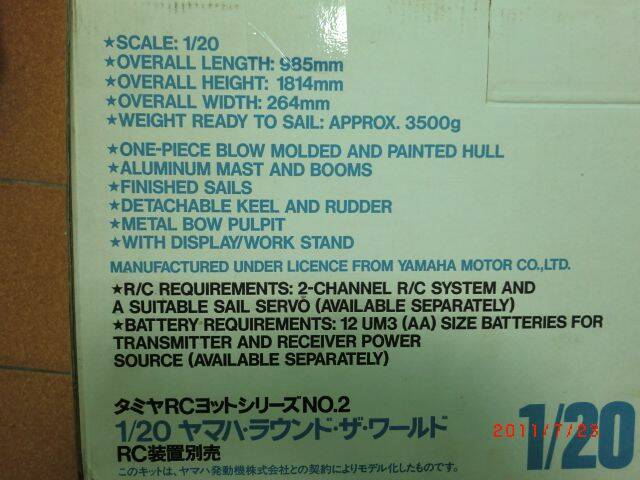 ★SCALE: 1/20
★OVERALL LENGTH: 985mm
★OVERALL HEIGHT: 1814mm
★OVERALL WIDTH: 264mm
★WEIGHT READY TO SAIL: APPROX. 3500g
★ONE-PIECE BLOW MOLDED AND PAINTED HULL
★ALUMINUM MAST AND BOOMS
★FINISHED SAILS
★DETACHABLE KEEL AND RUDDER
★METAL BOW PULPIT
★WITH DISPLAY/WORK STAND
MANUFACTURED UNDER LICENCE FROM YAMAHA MOTOR CO.,LTD.
★R/C REQUIREMENTS: 2-CHANNEL R/C SYSTEM AND
A SUITABLE SAIL SERVO (AVAILABLE SEPARATELY)
★BATTERY REQUIREMENTS: 12 UM3 (AA) SIZE BATTERIES FOR
TRANSMITTER AND RECEIVER POWER
SOURCE (AVAILABLE SEPARATELY)
タミヤRCヨットシリーズNO.2
1/20 ヤマハ・ラウンド・ザ・ワールド
RC装置別売
このキットは、ヤマハ発動機株式会社との契約によりモデル化したものです。
1/20
2011/7/23